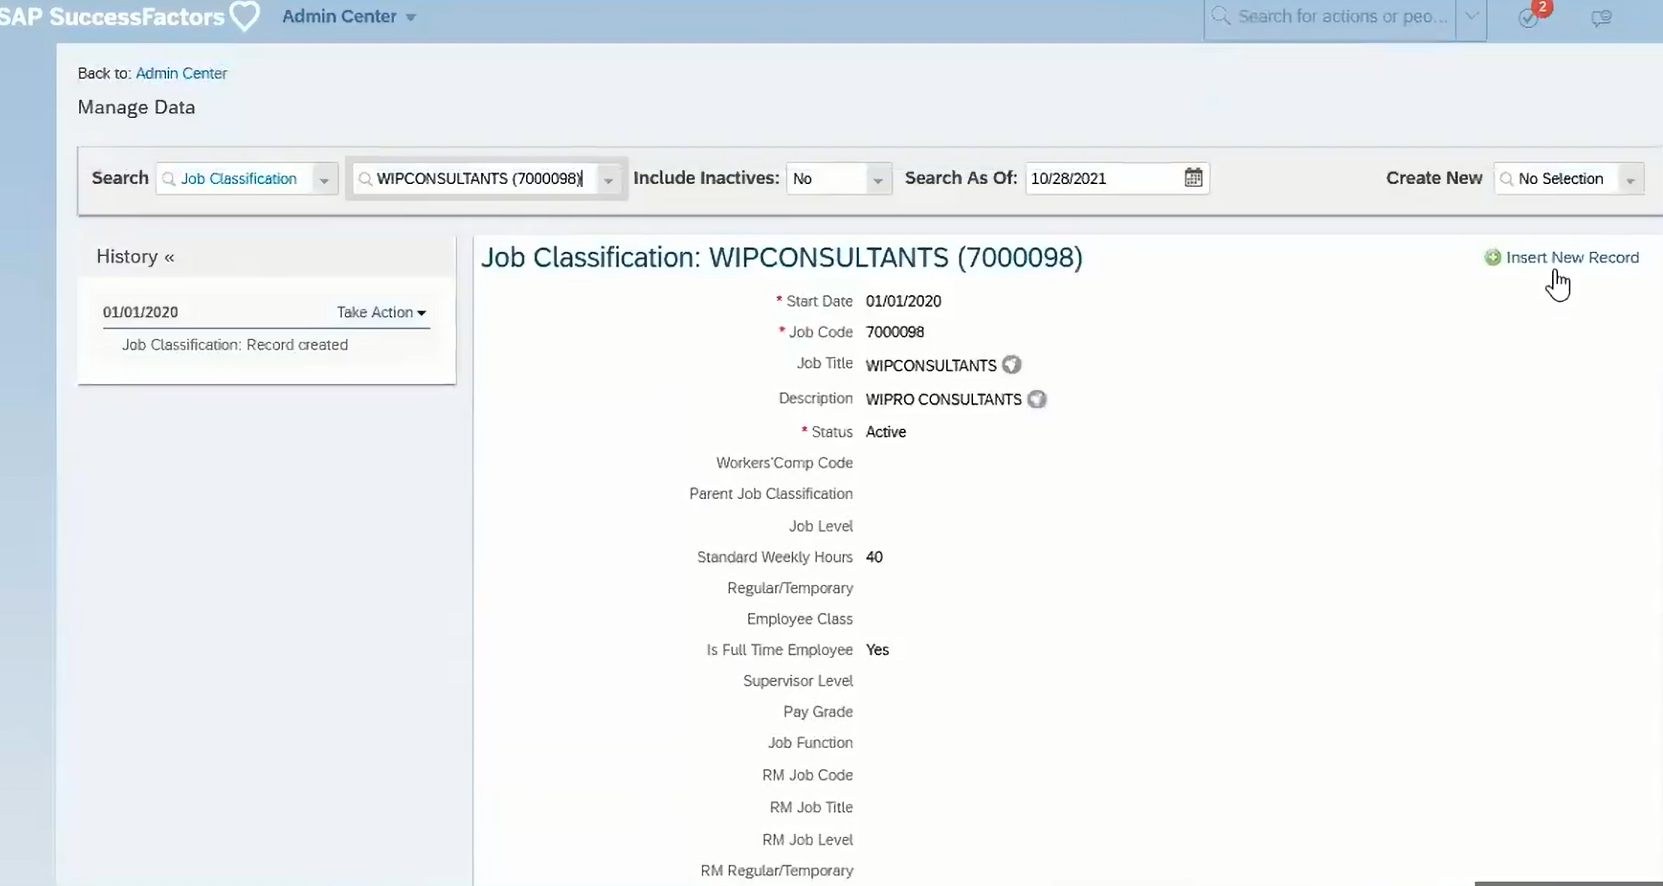 SAP SuccessFactors Admin Center Search for actions or peo... 2
Back to: Admin Center
Manage Data
Search Job Classification WIPCONSULTANTS (7000098) Include Inactives: No Search As Of: 10/28/2021 Create New No Selection
History «
01/01/2020 Take Action
Job Classification: Record created
Job Classification: WIPCONSULTANTS (7000098) Insert New Record
* Start Date 01/01/2020
* Job Code 7000098
Job Title WIPCONSULTANTS
Description WIPRO CONSULTANTS
* Status Active
Workers'Comp Code
Parent Job Classification
Job Level
Standard Weekly Hours 40
Regular/Temporary
Employee Class
Is Full Time Employee Yes
Supervisor Level
Pay Grade
Job Function
RM Job Code
RM Job Title
RM Job Level
RM Regular/Temporary